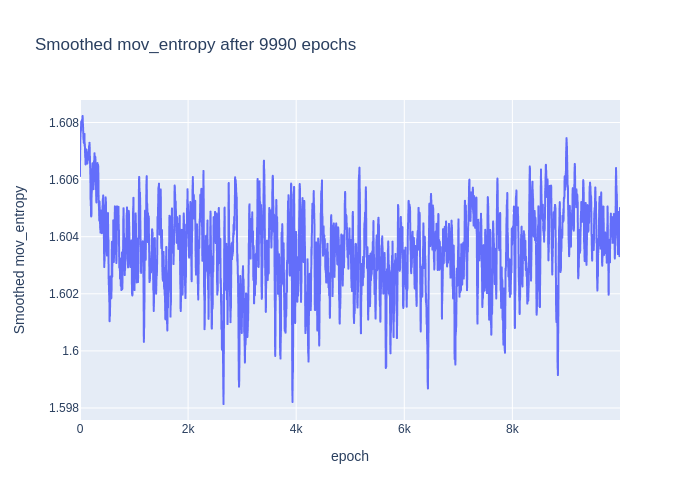 Smoothed mov_entropy after 9990 epochs
Smoothed mov_entropy
1.608
1.606
1.604
1.602
1.6
1.598
0
2k
4k
6k
8k
epoch